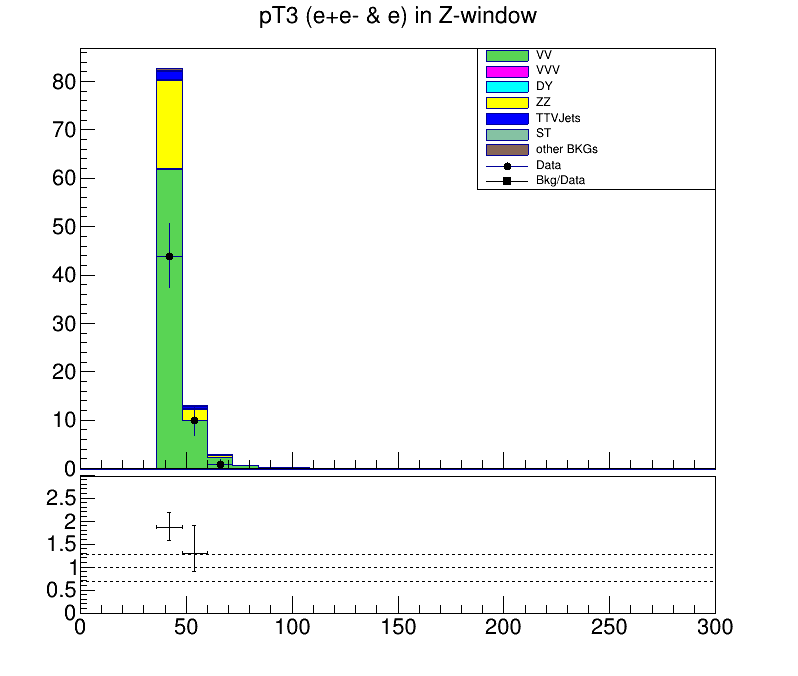 pT3 (e+e- & e) in Z-window
VV
VVV
DY
ZZ
TTVJets
ST
other BKGs
Data
Bkg/Data
80
70
60
50
40
30
20
10
0
2.5
2
1.5
1
0.5
0
0 50 100 150 200 250 300